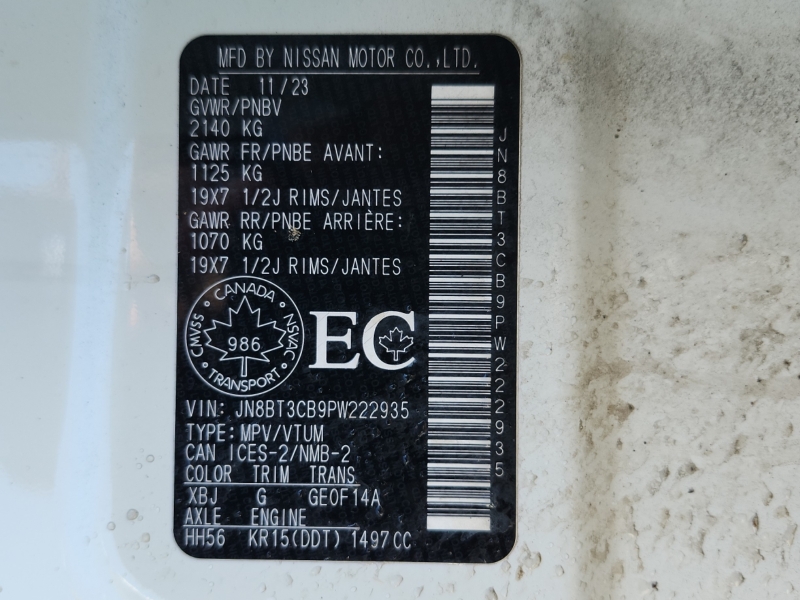 MFD BY NISSAN MOTOR CO.,LTD.
DATE 11/23
GVWR/PNBV
2140 KG
GAWR FR/PNBE AVANT:
1125 KG
19X7 1/2J RIMS/JANTES
GAWR RR/PNBE ARRIÈRE:
1070 KG
19X7 1/2J RIMS/JANTES
CANADA
CMVSS 986 NSVAC
TRANSPORT
EC
VIN: JN8BT3CB9PW222935
TYPE:MPV/VTUM
CAN ICES-2/NMB-2
COLOR TRIM TRANS
XBJ G GE0F14A
AXLE ENGINE
HH56 KR15(DDT) 1497CC
JN8BT3CB9PW222935